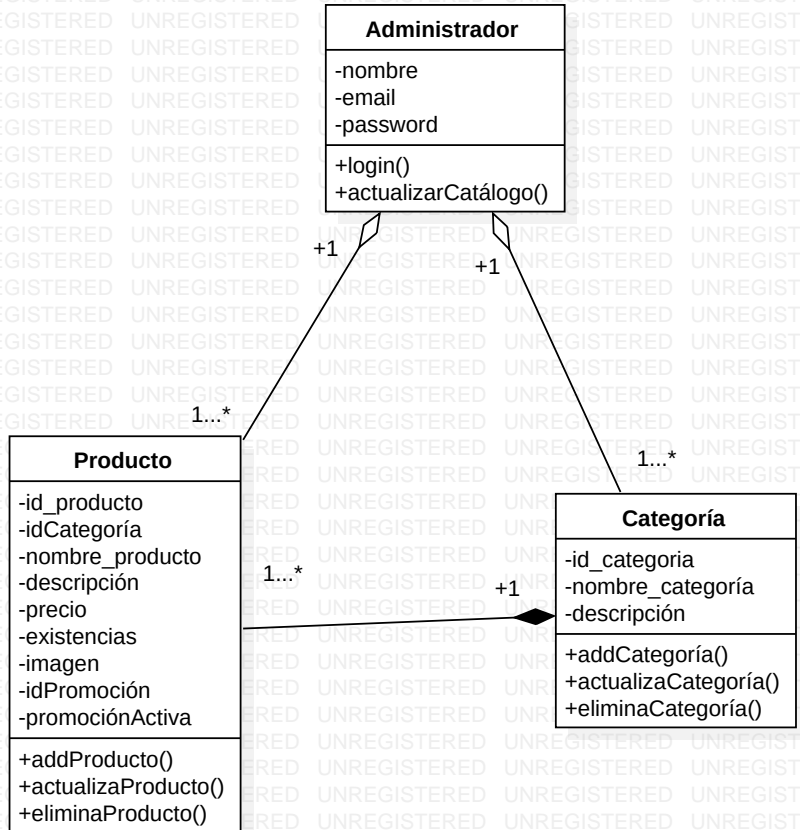 Administrador
-nombre
-email
-password
+login()
+actualizarCatálogo()
+1
+1
1...*
1...*
Producto
-id_producto
-idCategoría
-nombre_producto
-descripción
-precio
-existencias
-imagen
-idPromoción
-promociónActiva
+addProducto()
+actualizaProducto()
+eliminaProducto()
1...*
+1
Categoría
-id_categoria
-nombre_categoría
-descripción
+addCategoría()
+actualizaCategoría()
+eliminaCategoría()
UNREGISTERED